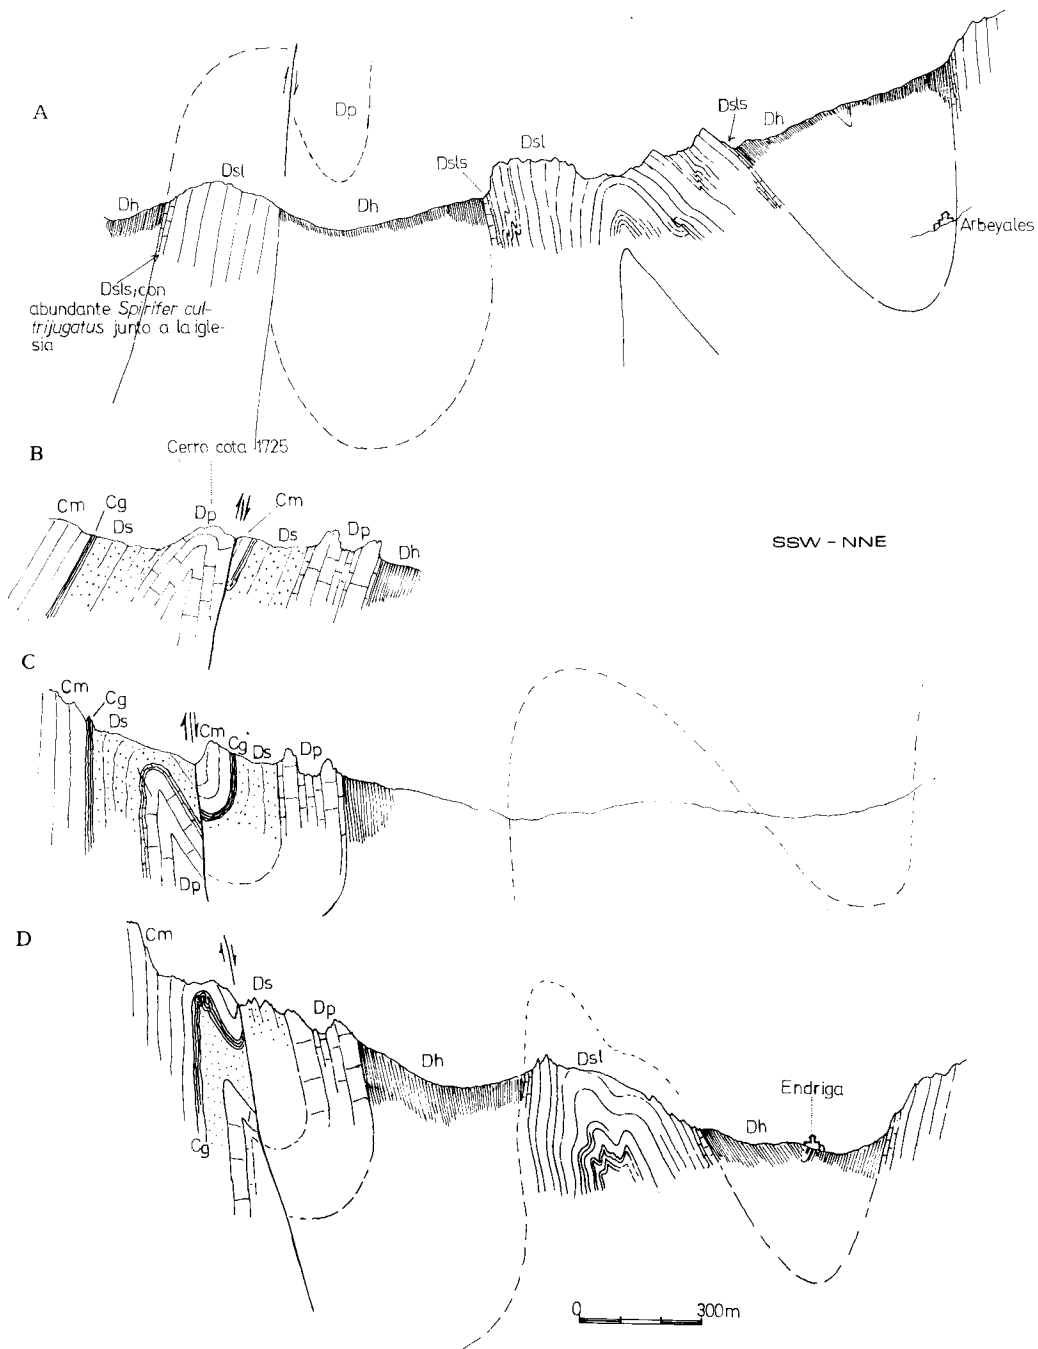 A
Dp
Dsl
Dh
Dh
Dsls
Dsl
Dsls
Dh
Arbeyales
Dsls, con
abundante Spirifer cul-
trijugatus junto a la igle-
sia
B
Cerro cota 1725
Cm
Cg
Ds
Dp
Cm
Ds
Dp
Dh
SSW - NNE
C
Cm
Cg
Ds
Cm
Cg
Ds
Dp
Dp
D
Cm
Ds
Dp
Dh
Dsl
Endriga
Dh
Cg
0 300m